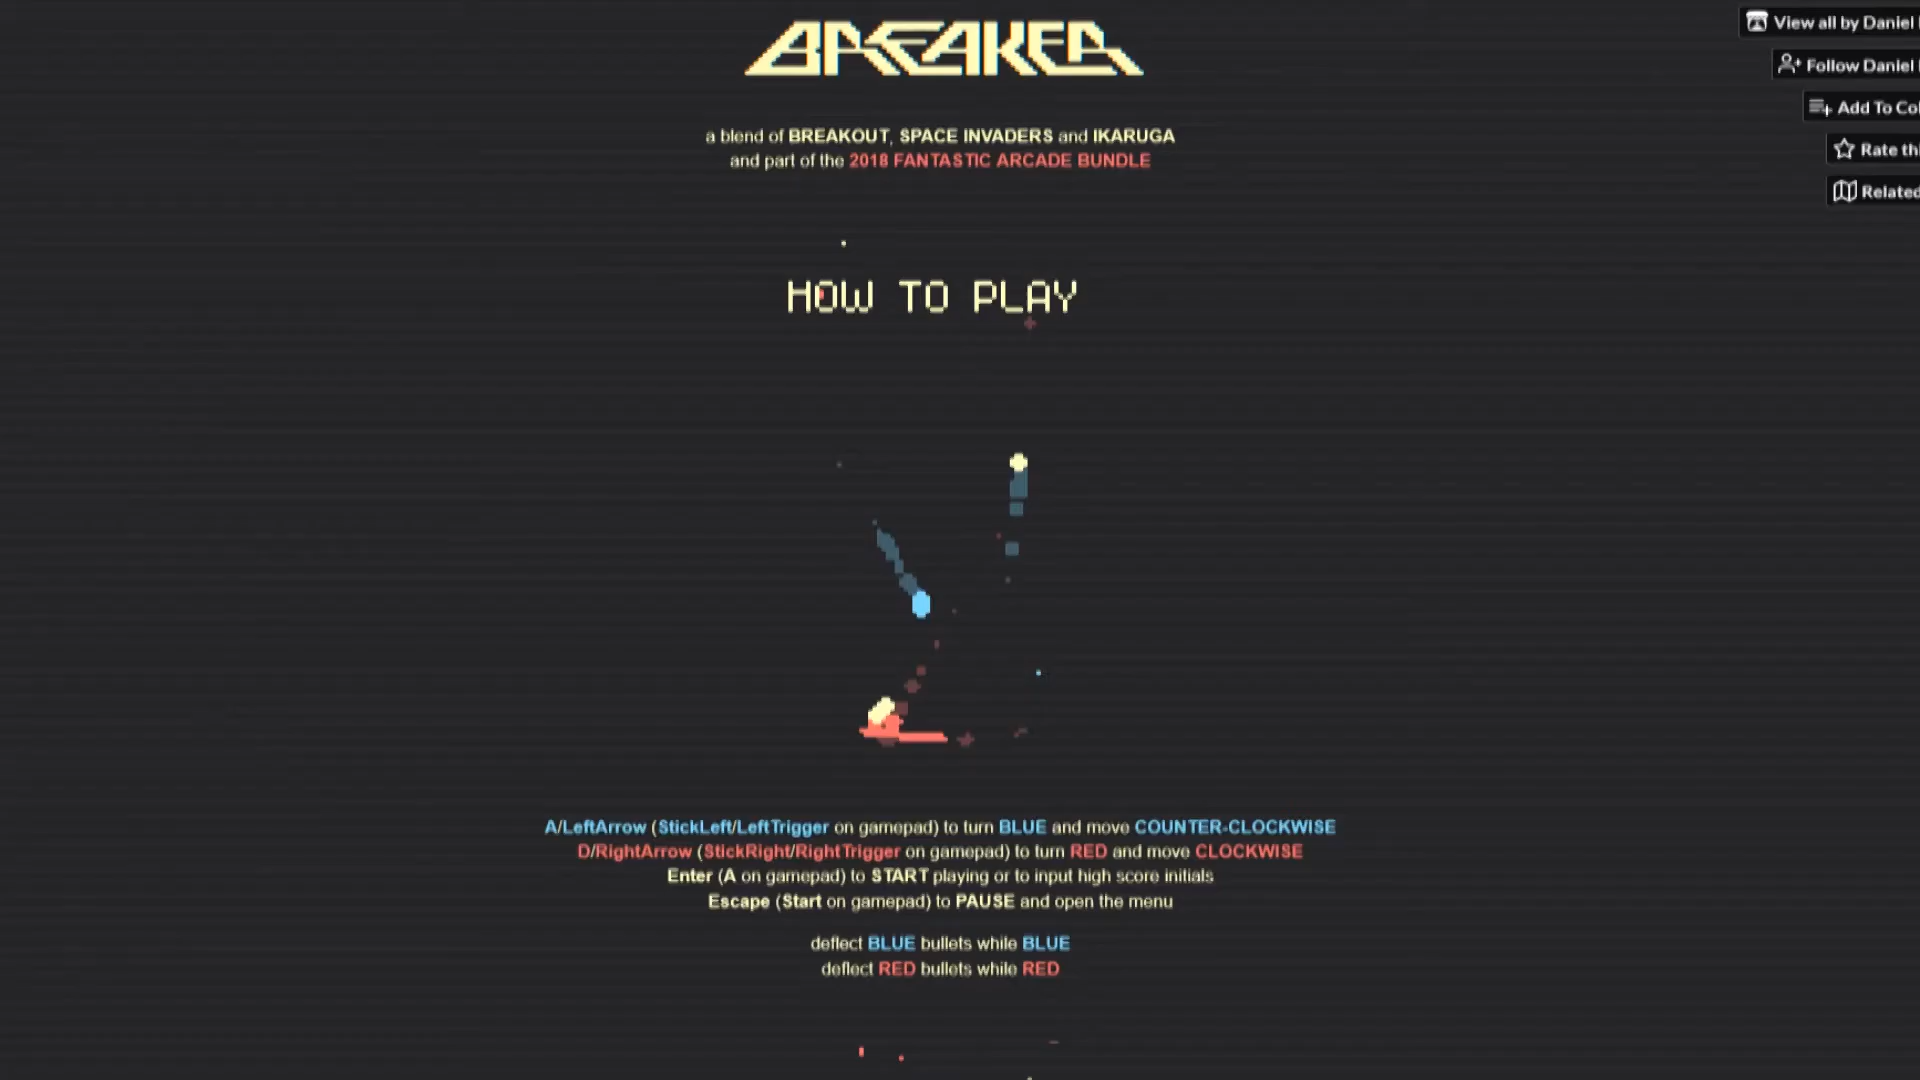 BREAKER
View all by Daniel
Follow Daniel
Add To Col
Rate thi
Related
a blend of BREAKOUT, SPACE INVADERS and IKARUGA
and part of the 2018 FANTASTIC ARCADE BUNDLE
HOW TO PLAY
A/LeftArrow (StickLeft/LeftTrigger on gamepad) to turn BLUE and move COUNTER-CLOCKWISE
D/RightArrow (StickRight/RightTrigger on gamepad) to turn RED and move CLOCKWISE
Enter (A on gamepad) to START playing or to input high score initials
Escape (Start on gamepad) to PAUSE and open the menu
deflect BLUE bullets while BLUE
deflect RED bullets while RED